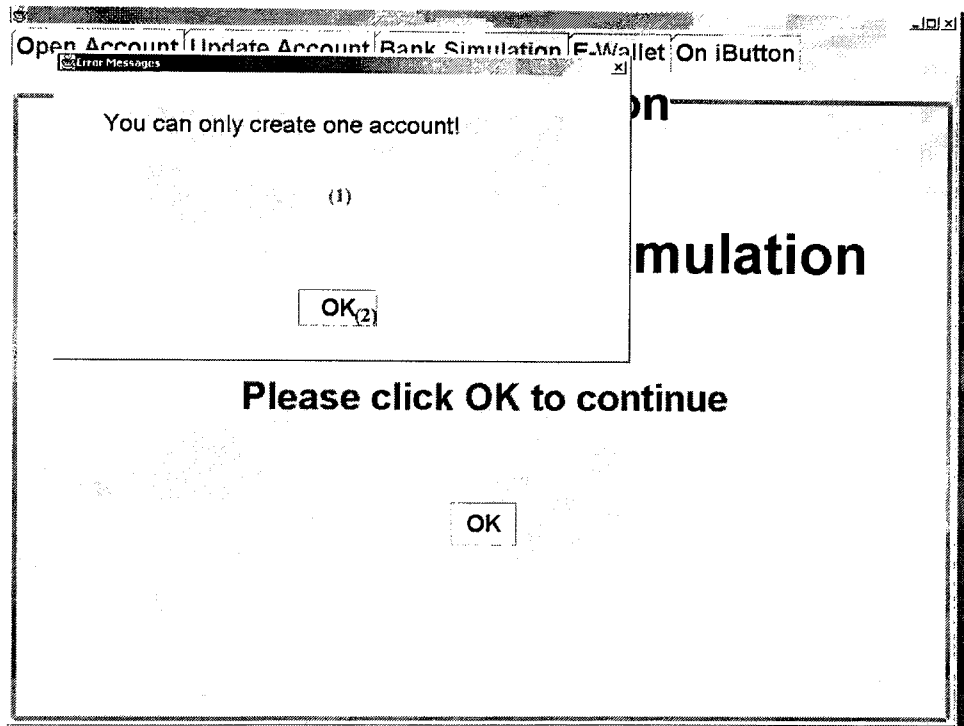 Open Account Update Account Bank Simulation E-Wallet On iButton
Error Messages
on
You can only create one account!
(1)
mulation
OK(2)
Please click OK to continue
OK